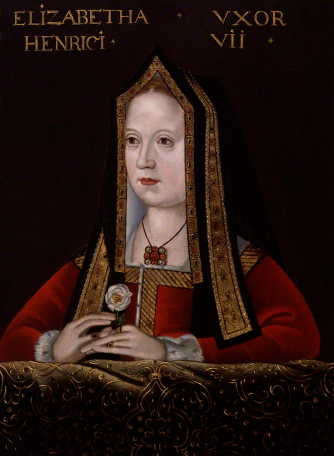 ELIZABETHA · VXOR
HENRICI · VII ·